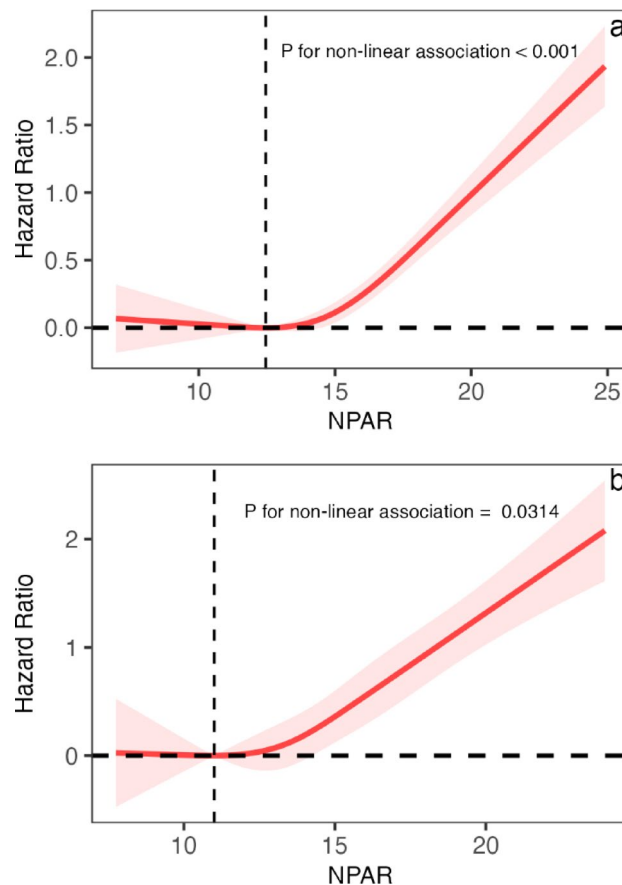 a
P for non-linear association < 0.001
2.0
1.5
1.0
0.5
0.0
Hazard Ratio
10 15 20 25
NPAR
b
P for non-linear association = 0.0314
2
1
0
Hazard Ratio
10 15 20
NPAR